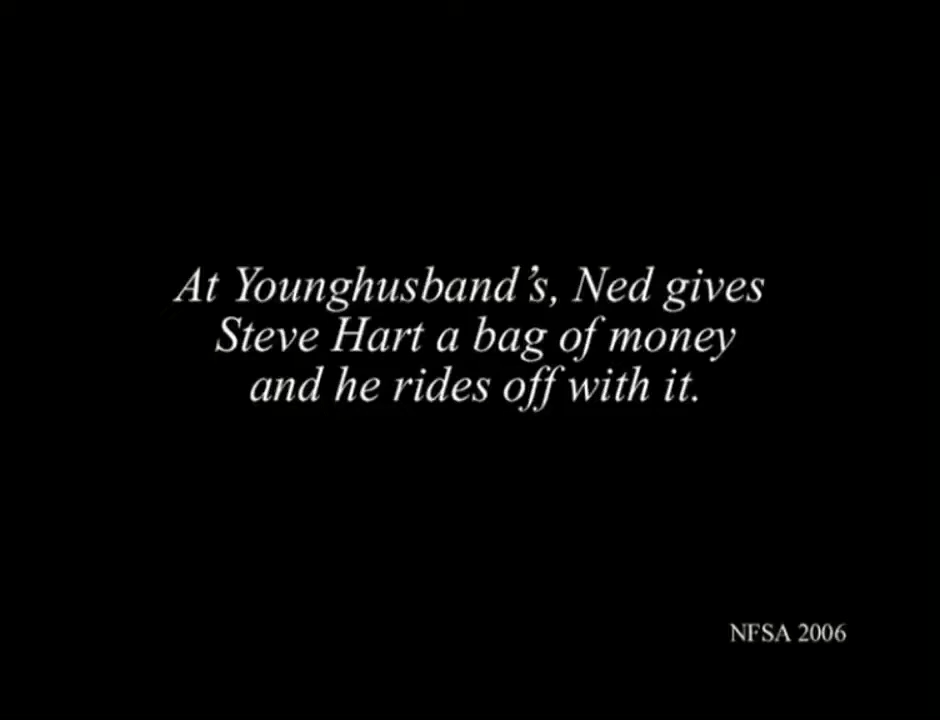 At Younghusband's, Ned gives
Steve Hart a bag of money
and he rides off with it.
NFSA 2006